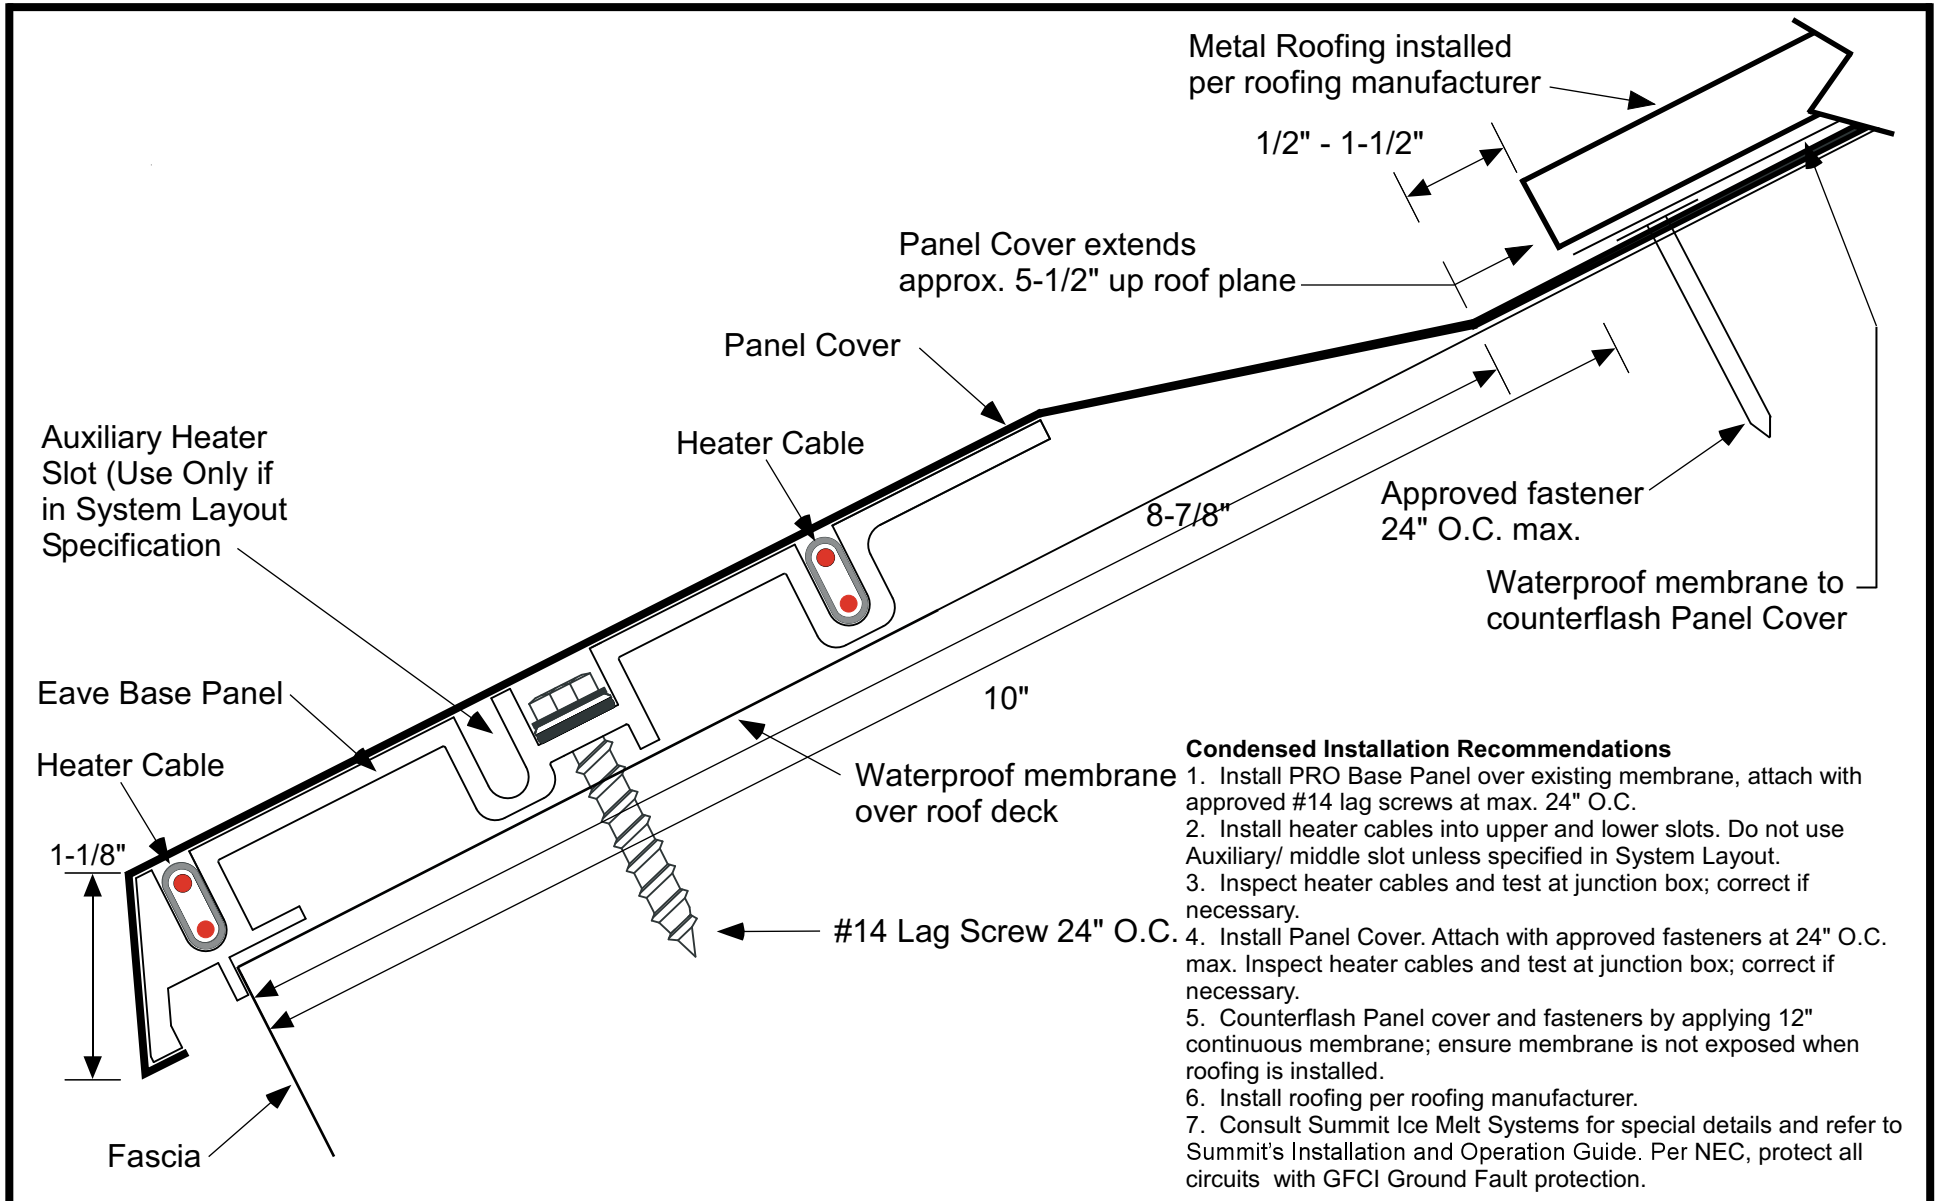 Metal Roofing installed
per roofing manufacturer
1/2" - 1-1/2"
Panel Cover extends
approx. 5-1/2" up roof plane
Panel Cover
Auxiliary Heater
Slot (Use Only if
in System Layout
Specification
Heater Cable
8-7/8"
Approved fastener
24" O.C. max.
Waterproof membrane to
counterflash Panel Cover
Eave Base Panel
10"
Heater Cable
Waterproof membrane
over roof deck
1-1/8"
#14 Lag Screw 24" O.C.
Fascia
Condensed Installation Recommendations
1. Install PRO Base Panel over existing membrane, attach with
approved #14 lag screws at max. 24" O.C.
2. Install heater cables into upper and lower slots. Do not use
Auxiliary/ middle slot unless specified in System Layout.
3. Inspect heater cables and test at junction box; correct if
necessary.
4. Install Panel Cover. Attach with approved fasteners at 24" O.C.
max. Inspect heater cables and test at junction box; correct if
necessary.
5. Counterflash Panel cover and fasteners by applying 12"
continuous membrane; ensure membrane is not exposed when
roofing is installed.
6. Install roofing per roofing manufacturer.
7. Consult Summit Ice Melt Systems for special details and refer to
Summit's Installation and Operation Guide. Per NEC, protect all
circuits with GFCI Ground Fault protection.